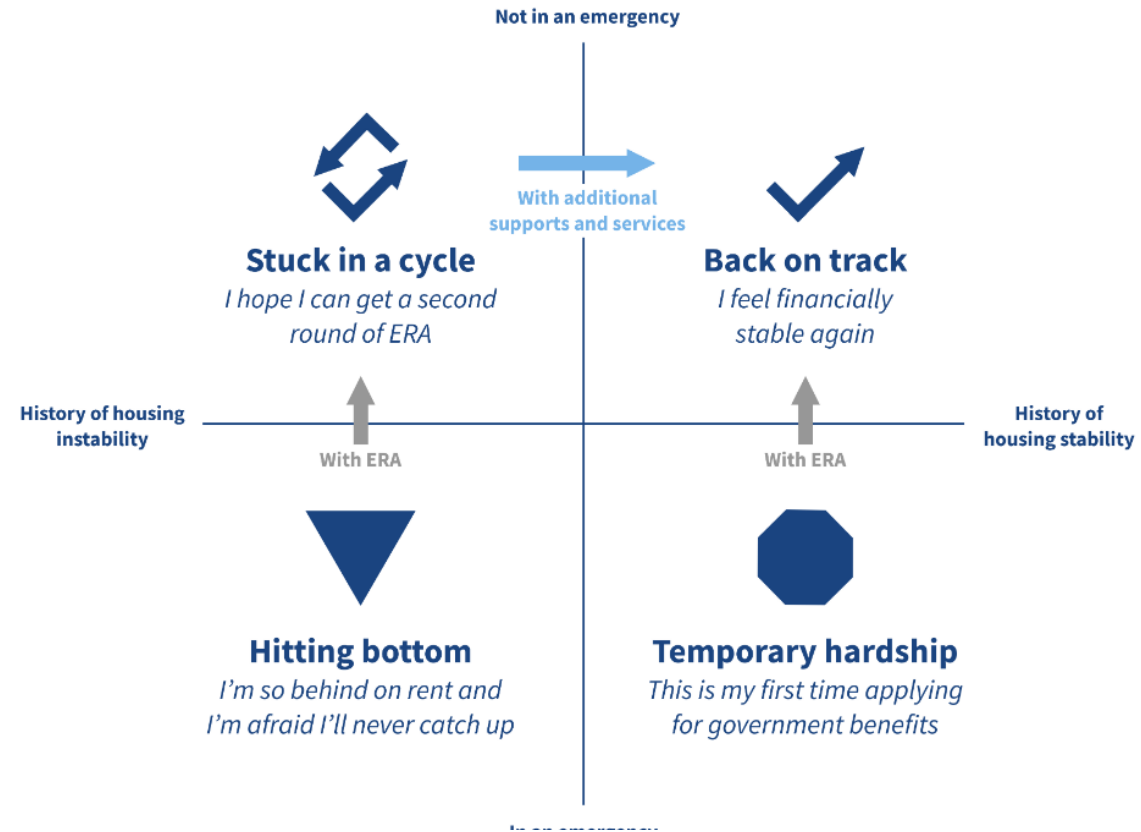 Not in an emergency
With additional
supports and services
Stuck in a cycle
I hope I can get a second
round of ERA
Back on track
I feel financially
stable again
History of housing
instability
History of
housing stability
With ERA
With ERA
Hitting bottom
I'm so behind on rent and
I'm afraid I'll never catch up
Temporary hardship
This is my first time applying
for government benefits
In an emergency